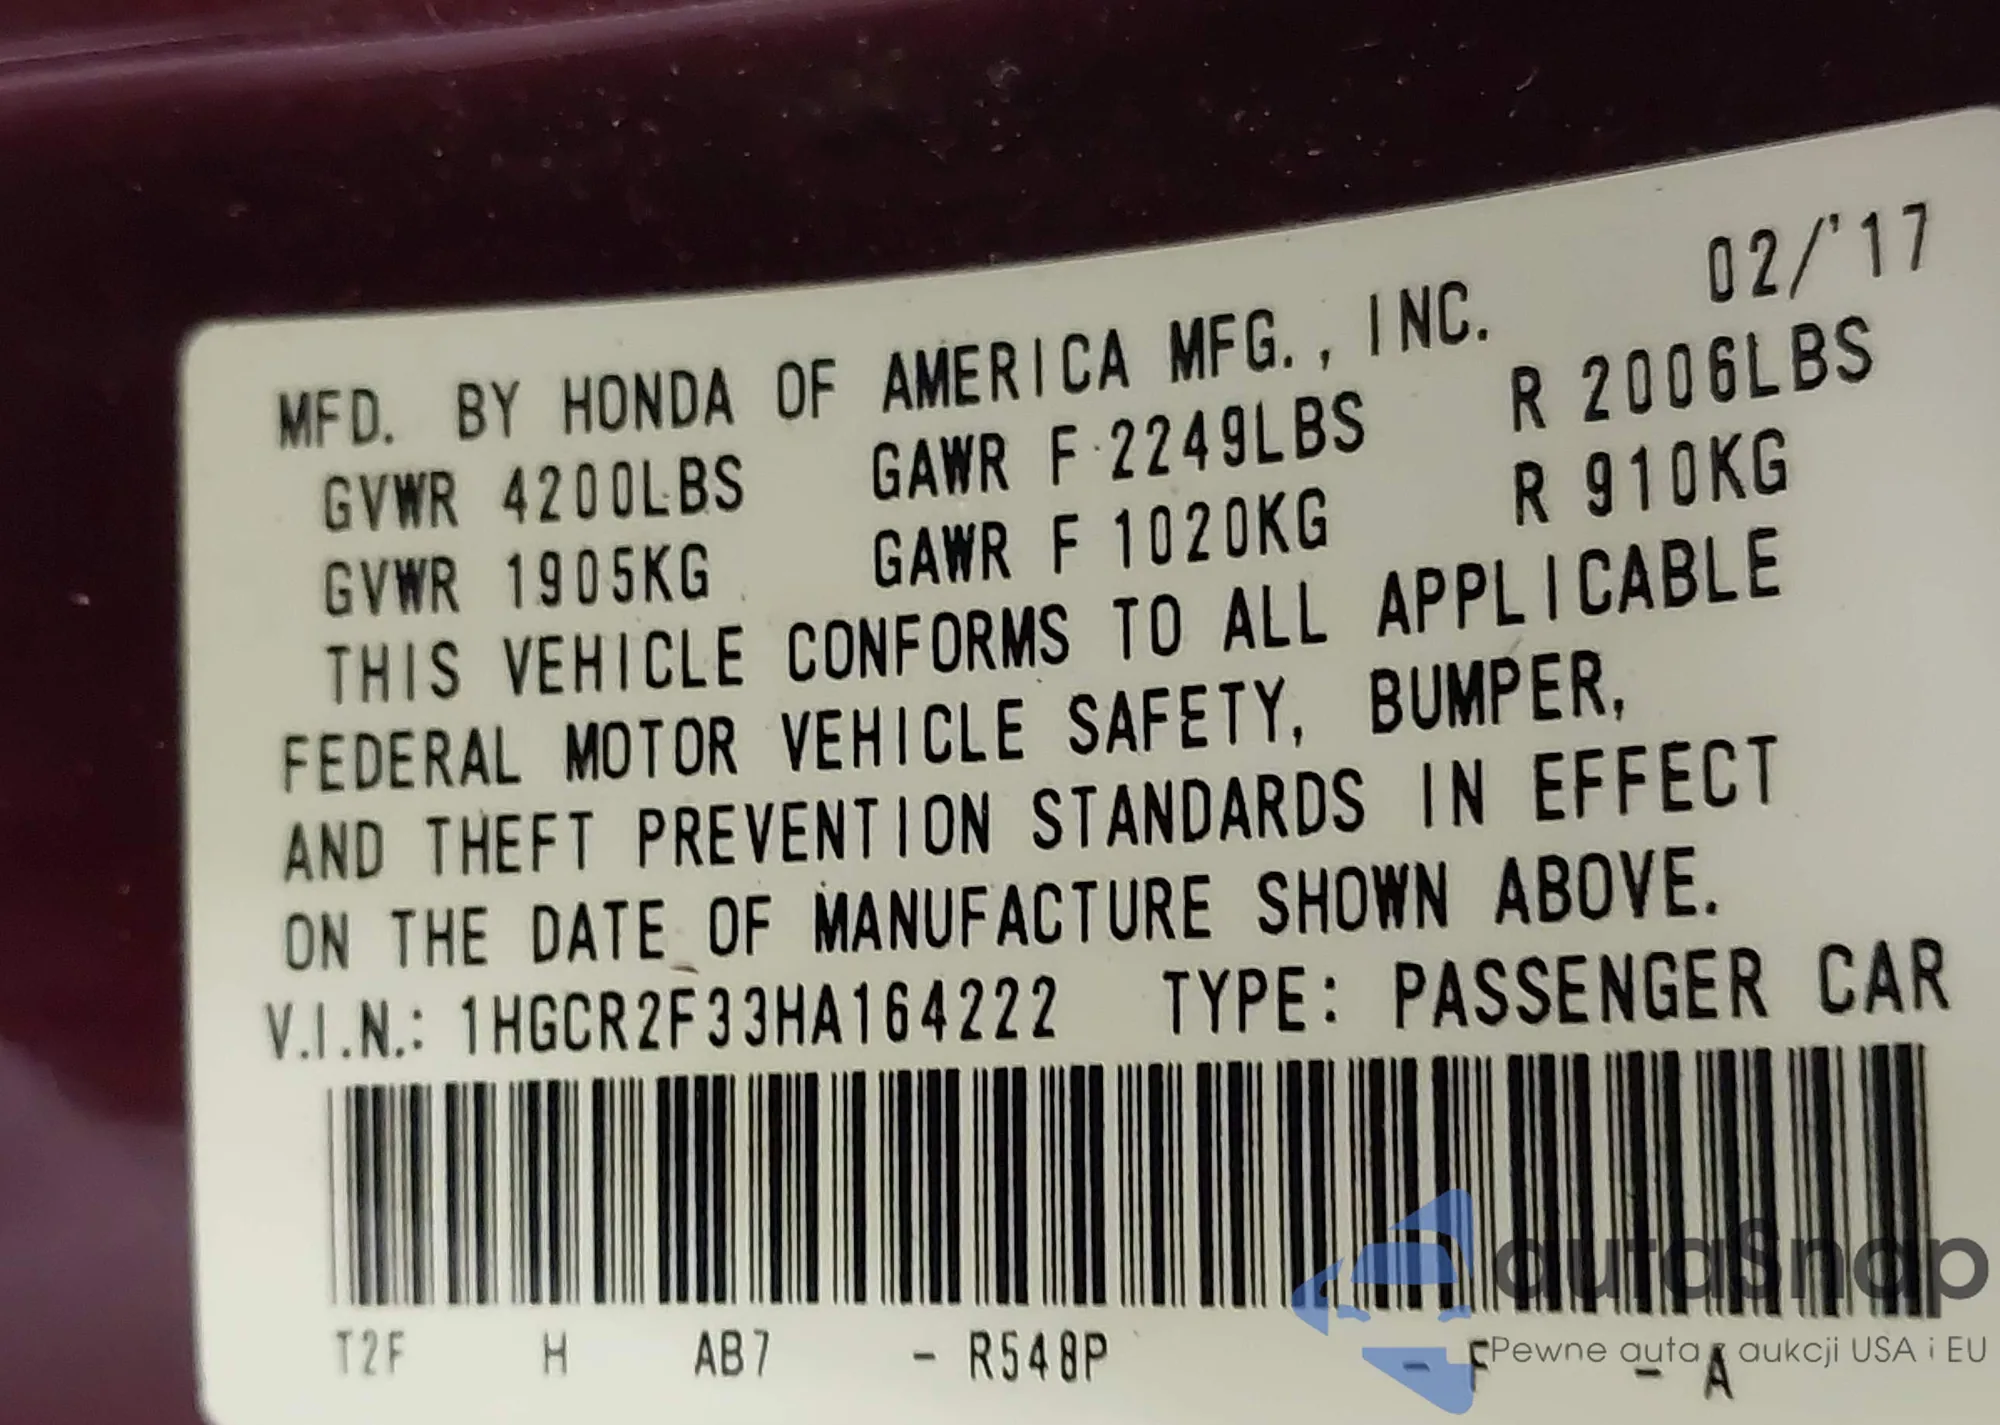 02/'17
MFD. BY HONDA OF AMERICA MFG., INC.
GVWR 4200LBS GAWR F 2249LBS R 2006LBS
GVWR 1905KG GAWR F 1020KG R 910KG
THIS VEHICLE CONFORMS TO ALL APPLICABLE
FEDERAL MOTOR VEHICLE SAFETY, BUMPER,
AND THEFT PREVENTION STANDARDS IN EFFECT
ON THE DATE OF MANUFACTURE SHOWN ABOVE.
V.I.N.: 1HGCR2F33HA164222 TYPE: PASSENGER CAR
T2F H AB7 - R548P - F - A
autaSnap
Pewne auta z aukcji USA i EU